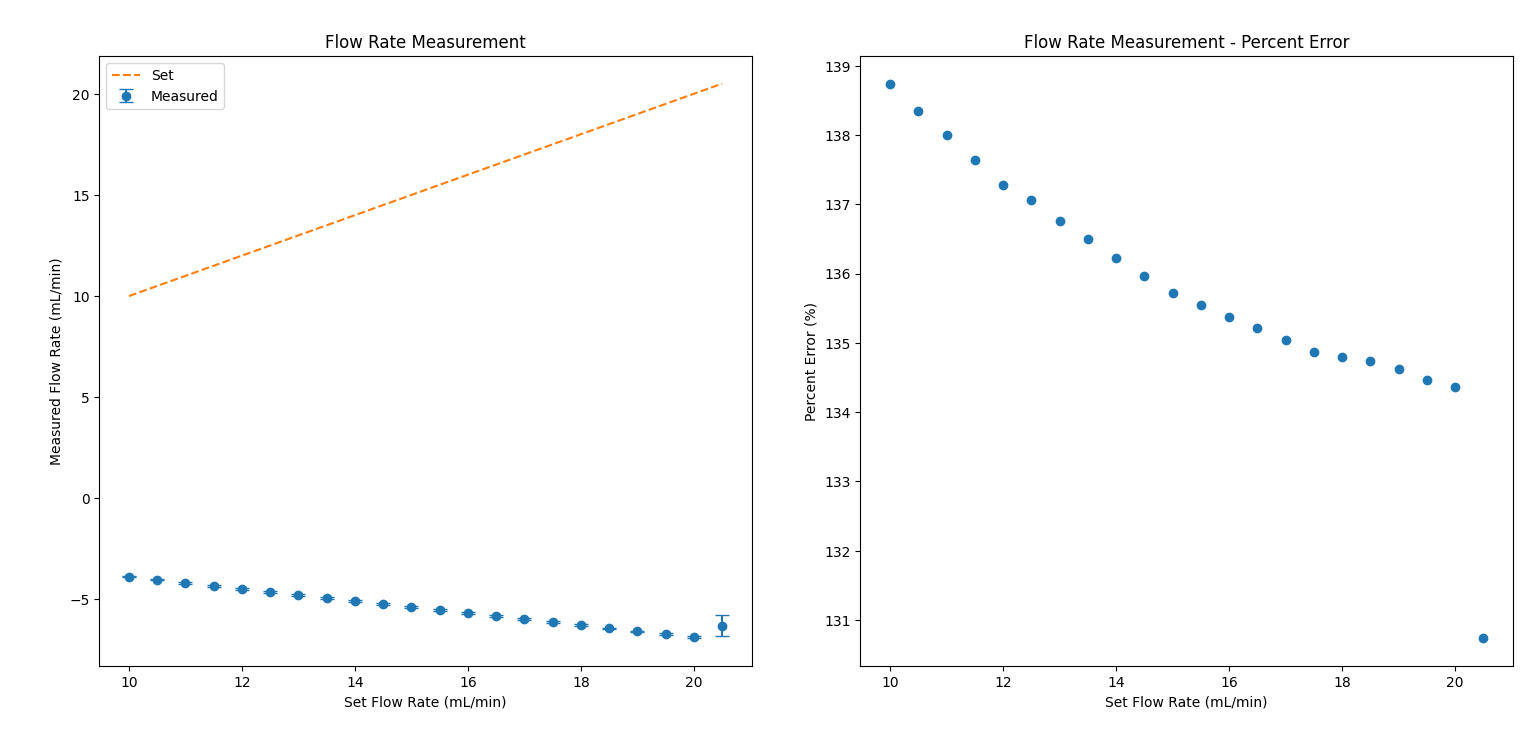 Flow Rate Measurement
Set
Measured
Measured Flow Rate (mL/min)
20
15
10
5
0
−5
10 12 14 16 18 20
Set Flow Rate (mL/min)
Flow Rate Measurement - Percent Error
Percent Error (%)
139
138
137
136
135
134
133
132
131
10 12 14 16 18 20
Set Flow Rate (mL/min)